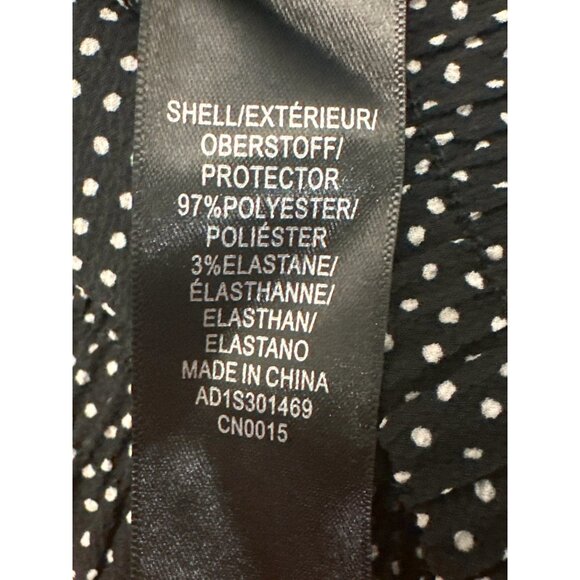 SHELL/EXTÉRIEUR/
OBERSTOFF/
PROTECTOR
97%POLYESTER/
POLIÉSTER
3%ELASTANE/
ÉLASTHANNE/
ELASTHAN/
ELASTANO
MADE IN CHINA
AD1S301469
CN0015